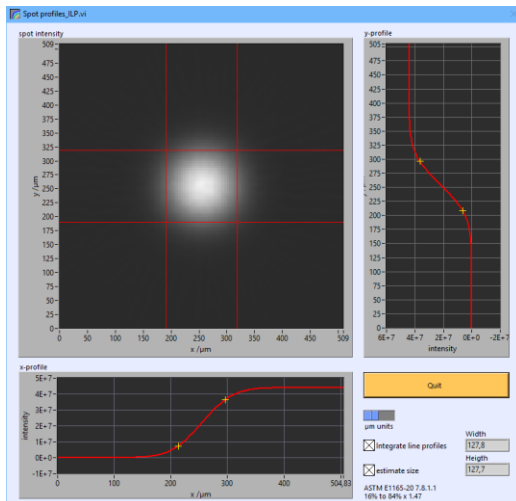 Spot profiles_ILP.vi
spot intensity
509
475
450
425
400
375
350
325
300
275
250
225
200
175
150
125
100
75
50
25
0
y /µm
0 50 100 150 200 250 300 350 400 450 509
x /µm
y-profile
505
475
450
425
400
375
350
325
300
275
250
225
200
175
150
125
100
75
50
25
0
6E+7 4E+7 2E+7 0E+0 -2E+7
intensity
x-profile
5E+7
4E+7
3E+7
2E+7
1E+7
0E+0
-1E+7
intensity
0 100 200 300 400 504,83
x /µm
Quit
µm units
Integrate line profiles
Width
127,8
estimate size
Heigth
127,7
ASTM E1165-20 7.8.1.1
16% to 84% x 1.47